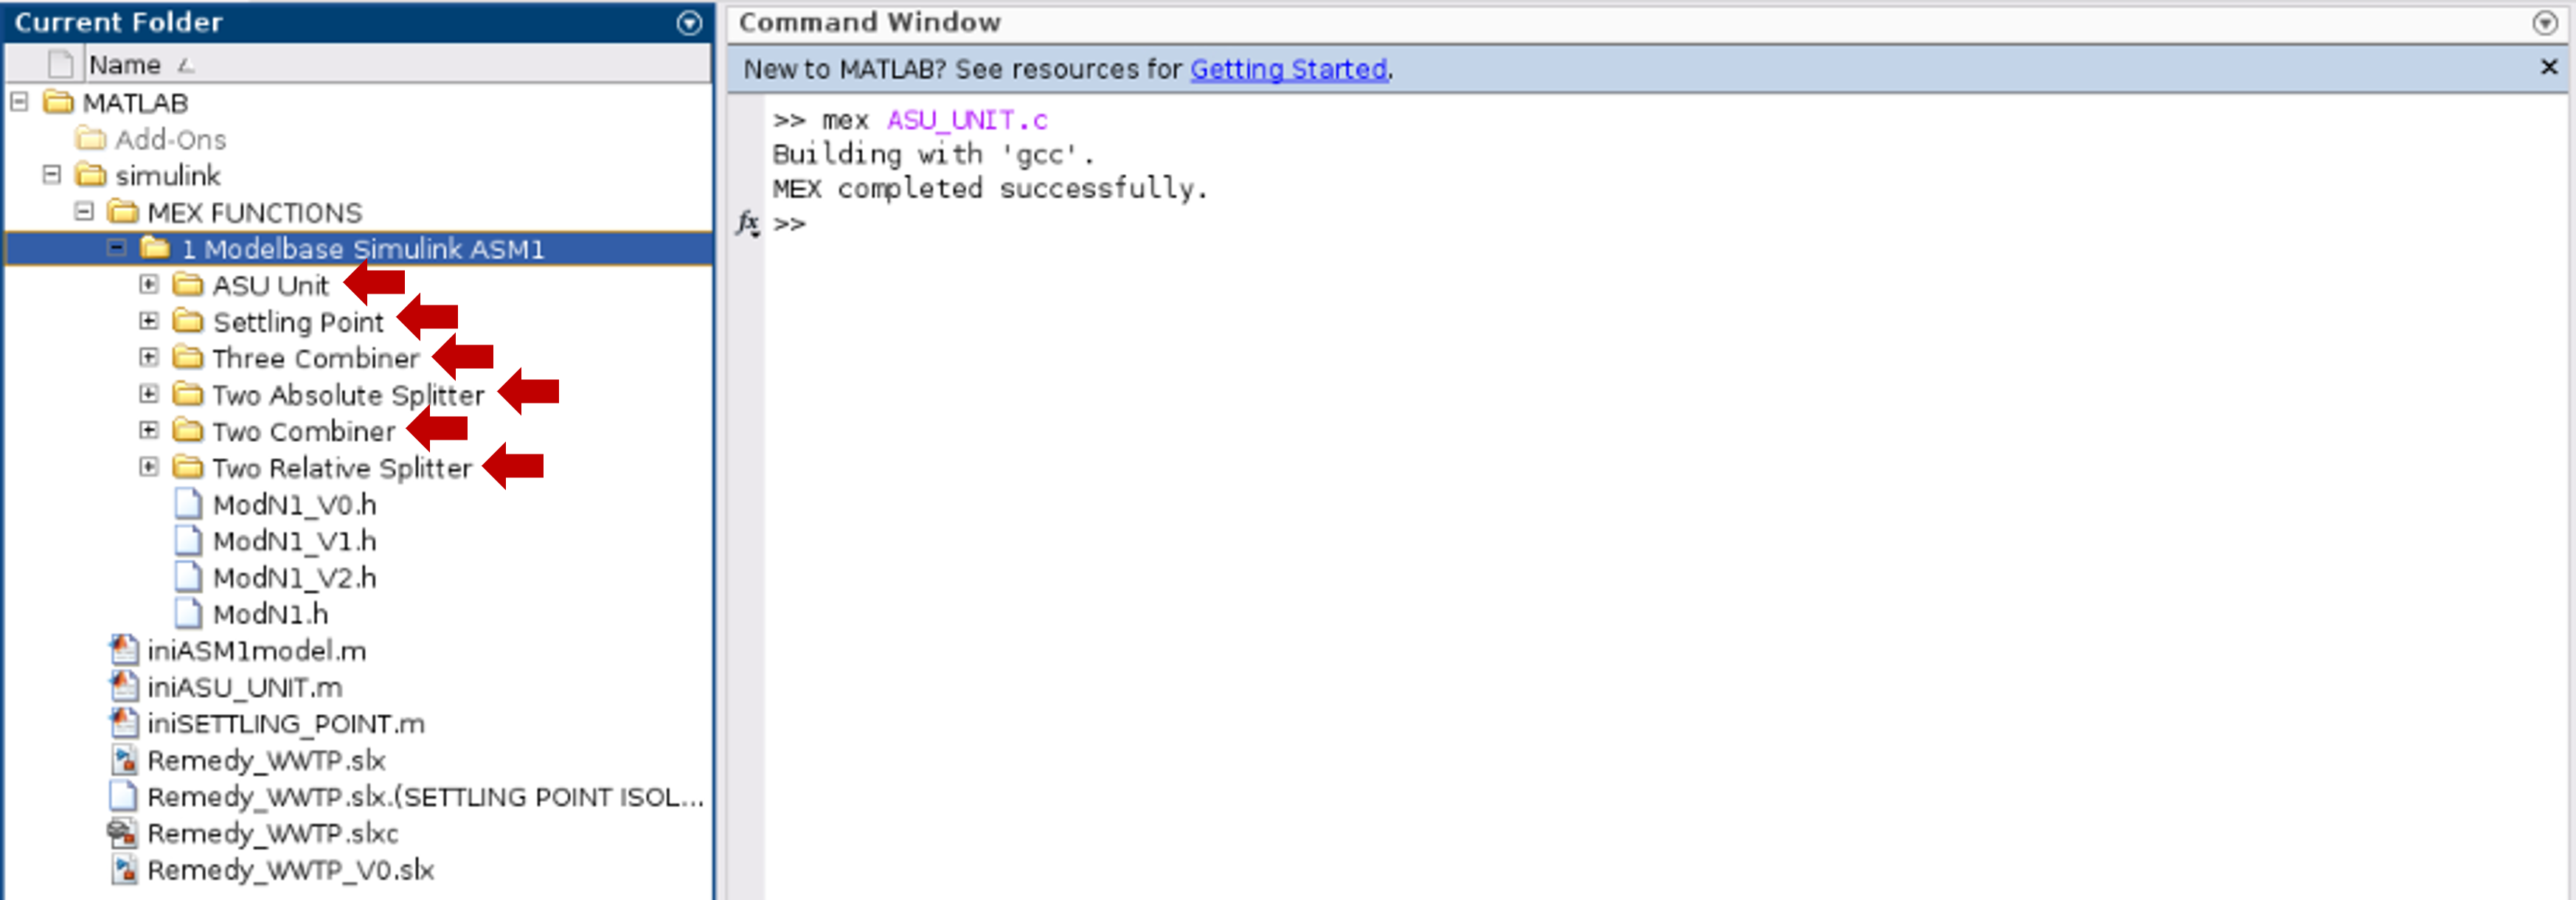 Current Folder
Name
MATLAB
Add-Ons
simulink
MEX FUNCTIONS
1 Modelbase Simulink ASM1
ASU Unit
Settling Point
Three Combiner
Two Absolute Splitter
Two Combiner
Two Relative Splitter
ModN1_V0.h
ModN1_V1.h
ModN1_V2.h
ModN1.h
iniASM1model.m
iniASU_UNIT.m
iniSETTLING_POINT.m
Remedy_WWTP.slx
Remedy_WWTP.slx.(SETTLING POINT ISOL...
Remedy_WWTP.slxc
Remedy_WWTP_V0.slx
Command Window
New to MATLAB? See resources for Getting Started.
>> mex ASU_UNIT.c
Building with 'gcc'.
MEX completed successfully.
fx >>